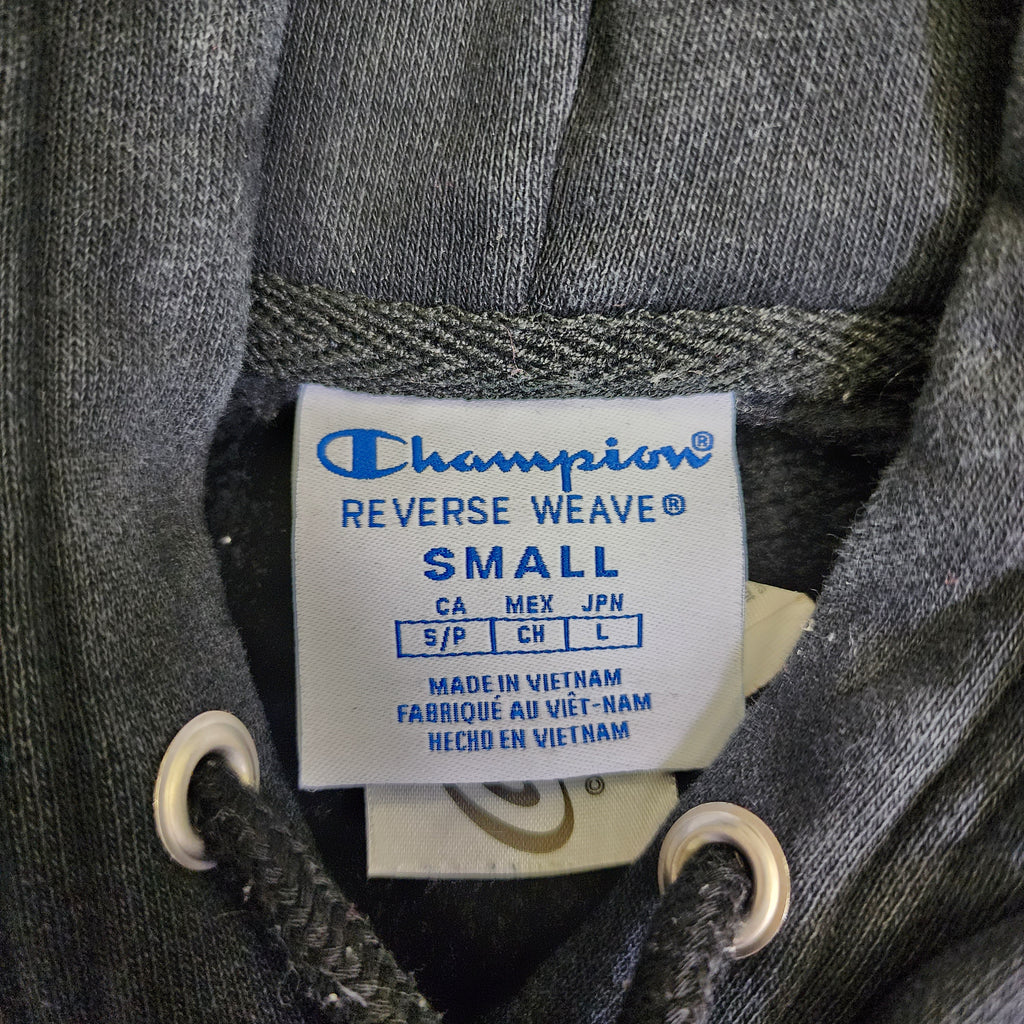 Champion®
REVERSE WEAVE®
SMALL
CA MEX JPN
S/P CH L
MADE IN VIETNAM
FABRIQUÉ AU VIÊT-NAM
HECHO EN VIETNAM